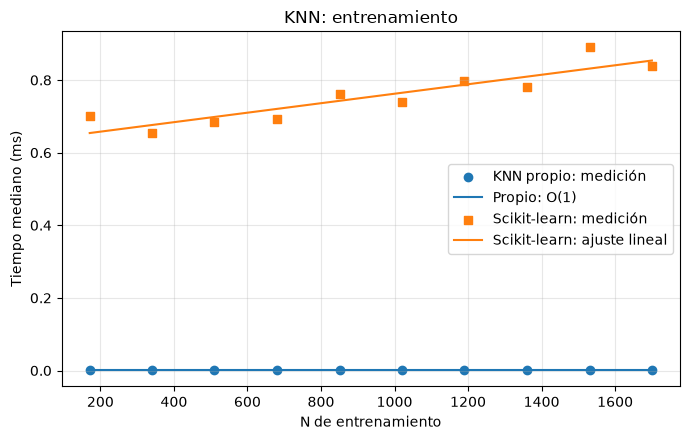 KNN: entrenamiento
Tiempo mediano (ms)
0.8
0.6
0.4
0.2
0.0
KNN propio: medición
Propio: O(1)
Scikit-learn: medición
Scikit-learn: ajuste lineal
200 400 600 800 1000 1200 1400 1600
N de entrenamiento